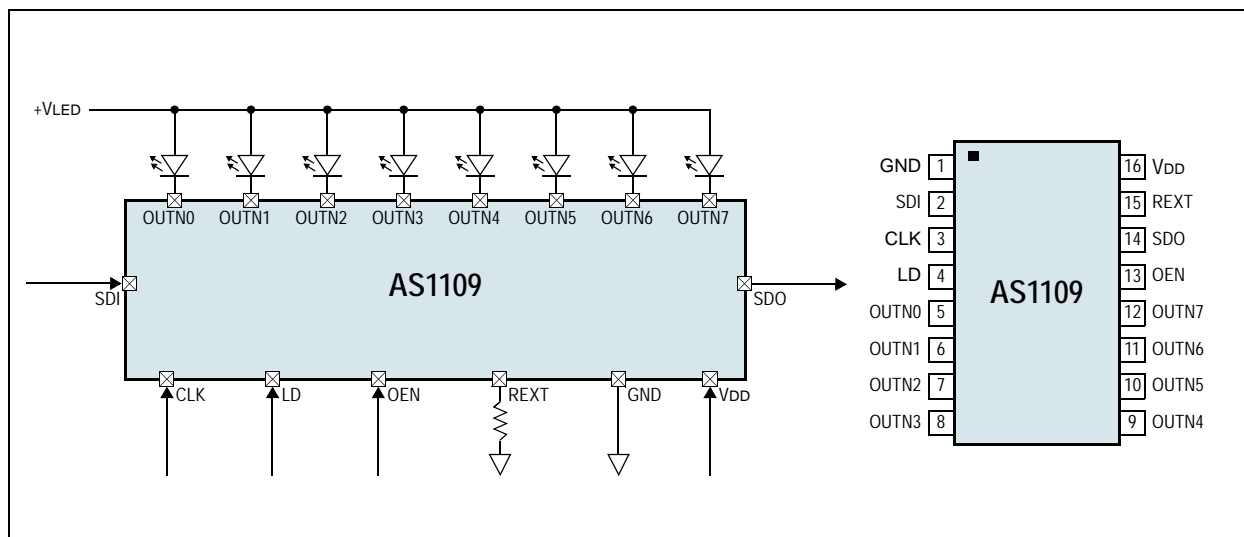 +VLED
OUTN0 OUTN1 OUTN2 OUTN3 OUTN4 OUTN5 OUTN6 OUTN7
AS1109
SDI SDO
CLK LD OEN REXT GND VDD
GND 1 16 VDD
SDI 2 15 REXT
CLK 3 14 SDO
LD 4 13 OEN
AS1109
OUTN0 5 12 OUTN7
OUTN1 6 11 OUTN6
OUTN2 7 10 OUTN5
OUTN3 8 9 OUTN4